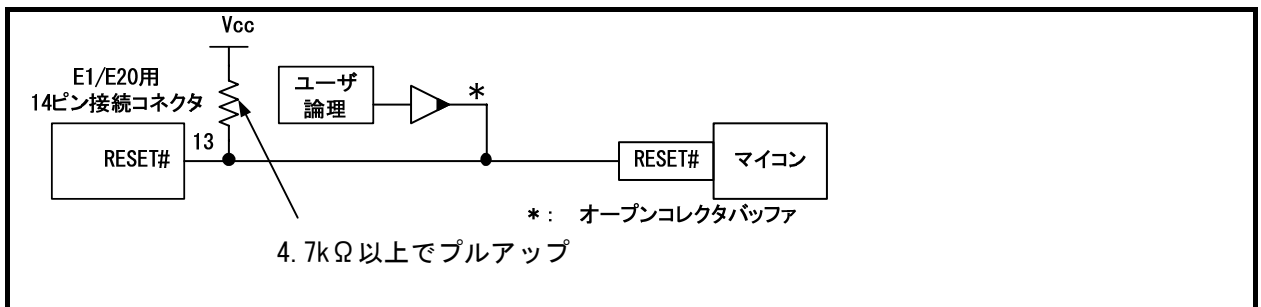 Vcc
E1/E20用
14ピン接続コネクタ
ユーザ
論理
*
13
RESET#
RESET#
マイコン
*: オープンコレクタバッファ
4.7kΩ以上でプルアップ